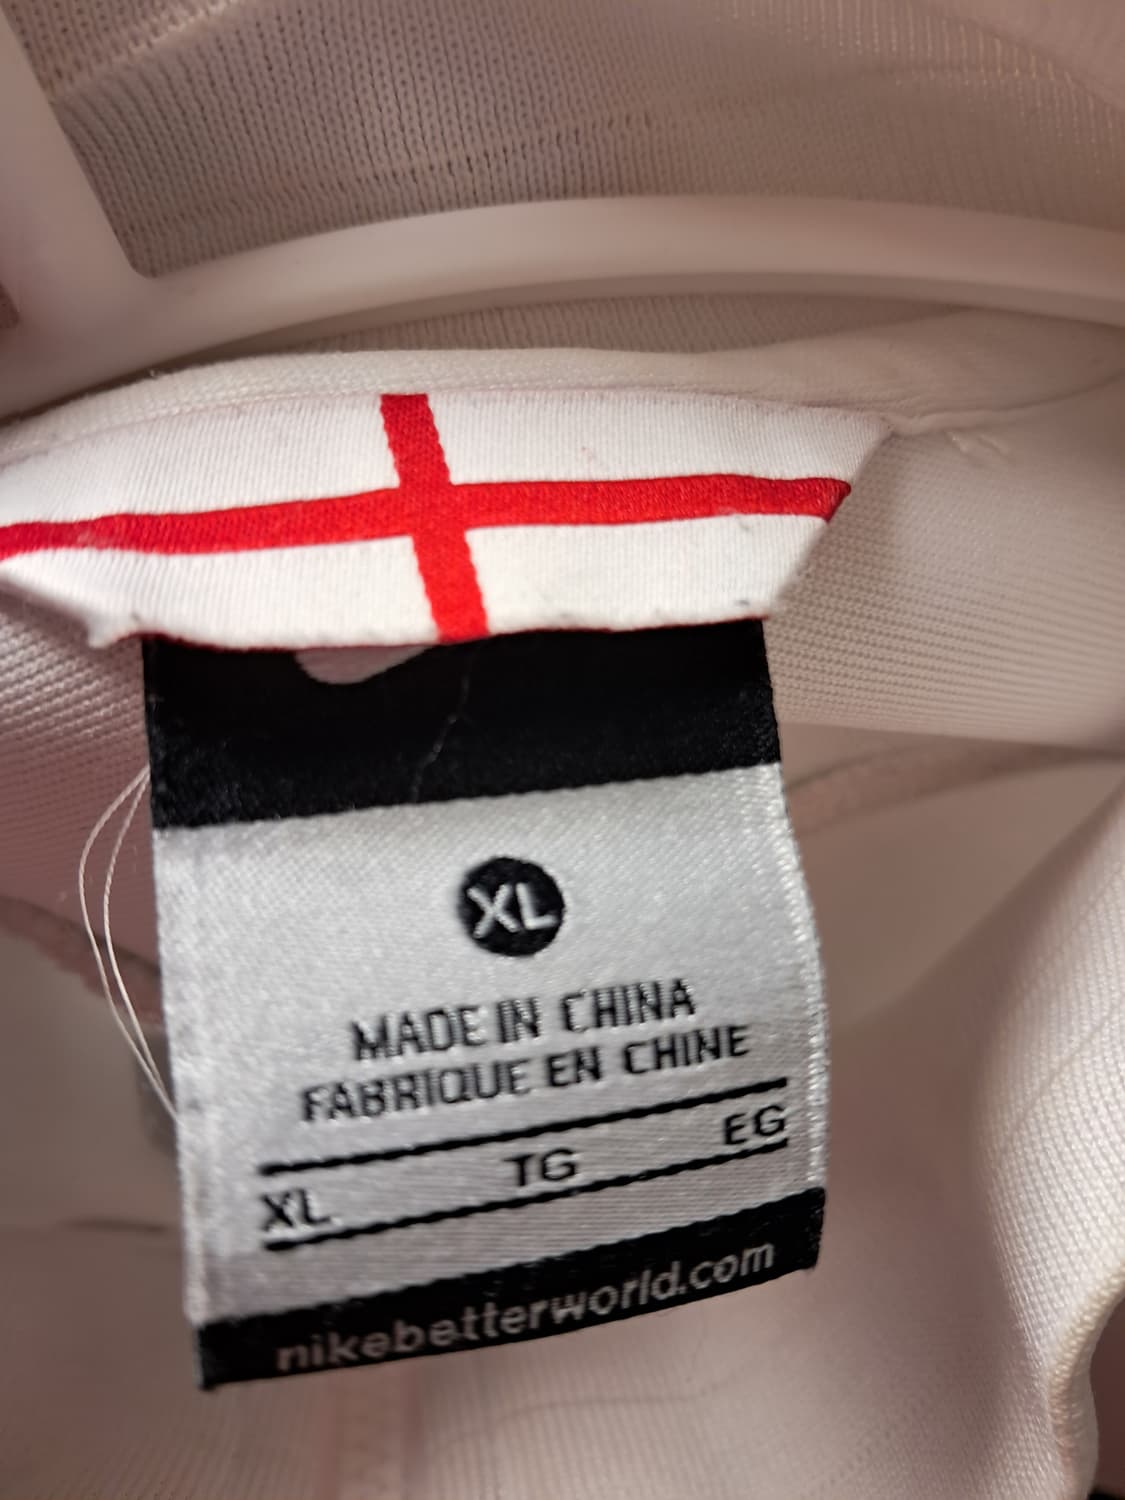 XL
MADE IN CHINA
FABRIQUE EN CHINE
XL TG EG
nikebetterworld.com